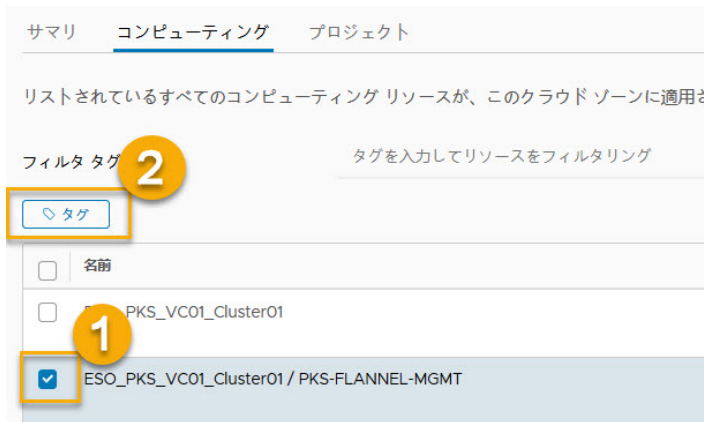 サマリ コンピューティング プロジェクト
リストされているすべてのコンピューティング リソースが、このクラウド ゾーンに適用さ
フィルタ タグ タグを入力してリソースをフィルタリング
2
タグ
名前
PKS_VC01_Cluster01
1
ESO_PKS_VC01_Cluster01 / PKS-FLANNEL-MGMT